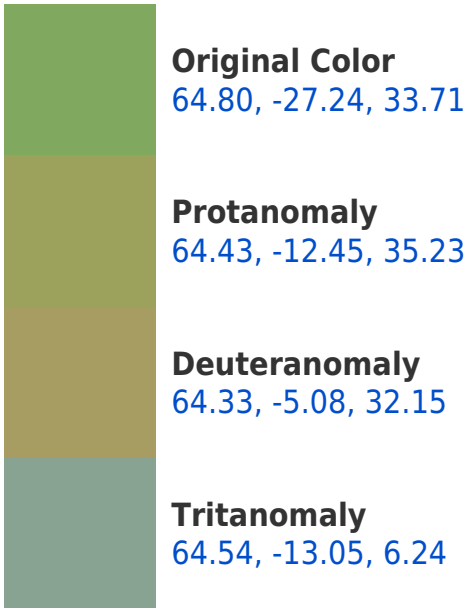 Original Color
64.80, -27.24, 33.71
Protanomaly
64.43, -12.45, 35.23
Deuteranomaly
64.33, -5.08, 32.15
Tritanomaly
64.54, -13.05, 6.24